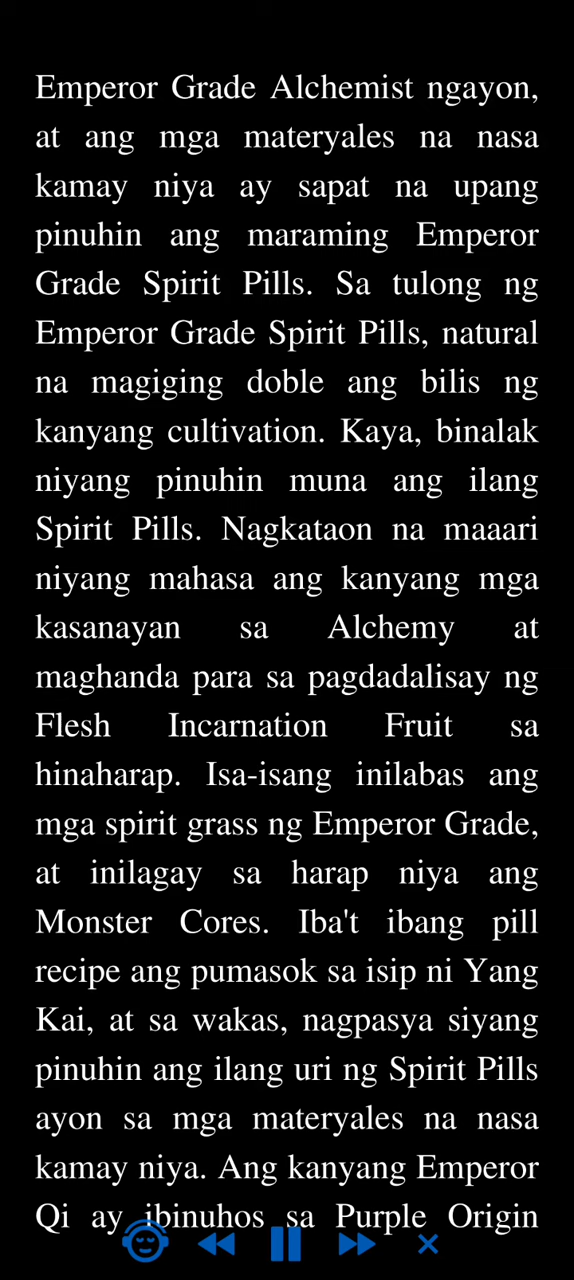 Emperor Grade Alchemist ngayon,
at ang mga materyales na nasa
kamay niya ay sapat na upang
pinuhin ang maraming Emperor
Grade Spirit Pills. Sa tulong ng
Emperor Grade Spirit Pills, natural
na magiging doble ang bilis ng
kanyang cultivation. Kaya, binalak
niyang pinuhin muna ang ilang
Spirit Pills. Nagkataon na maaari
niyang mahasa ang kanyang mga
kasanayan sa Alchemy at
maghanda para sa pagdadalisay ng
Flesh Incarnation Fruit sa
hinaharap. Isa-isang inilabas ang
mga spirit grass ng Emperor Grade,
at inilagay sa harap niya ang
Monster Cores. Iba't ibang pill
recipe ang pumasok sa isip ni Yang
Kai, at sa wakas, nagpasya siyang
pinuhin ang ilang uri ng Spirit Pills
ayon sa mga materyales na nasa
kamay niya. Ang kanyang Emperor
Qi ay ibinuhos sa Purple Origin